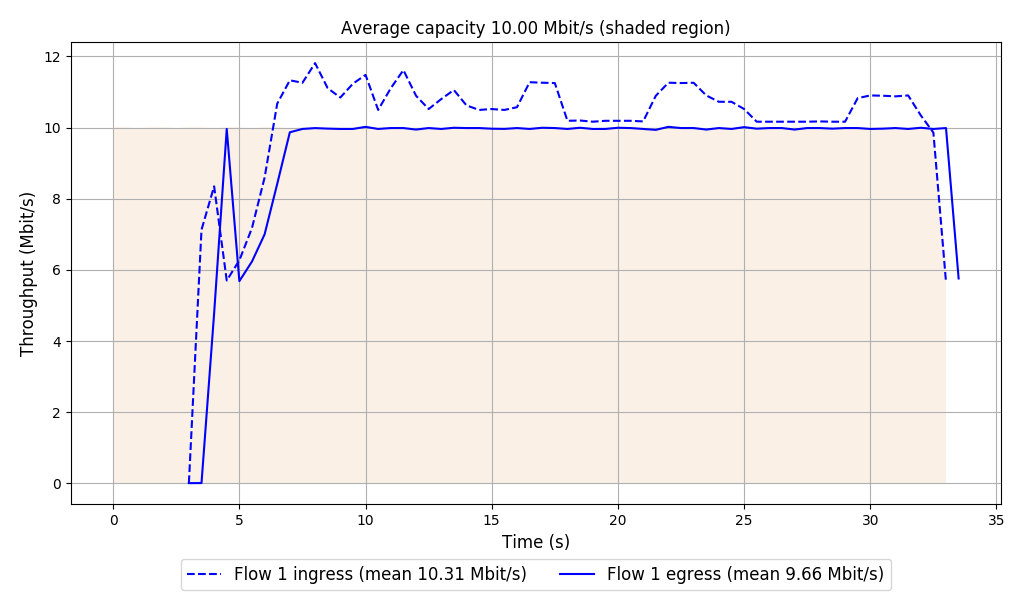 Average capacity 10.00 Mbit/s (shaded region)
Throughput (Mbit/s)
12
10
8
6
4
2
0
0 5 10 15 20 25 30 35
Time (s)
Flow 1 ingress (mean 10.31 Mbit/s) Flow 1 egress (mean 9.66 Mbit/s)